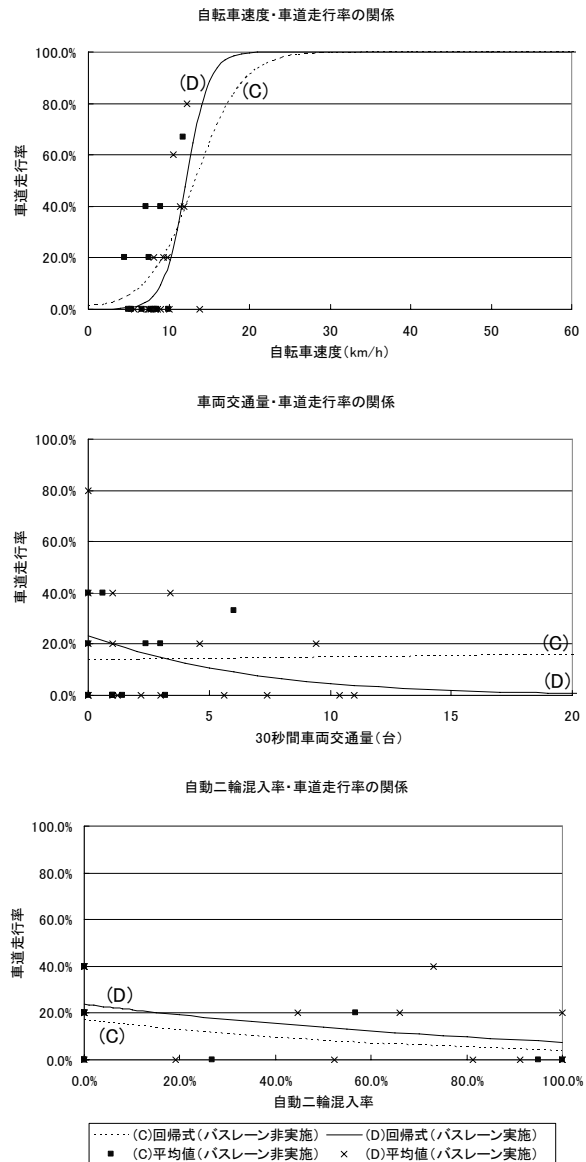 自転車速度・車道走行率の関係
100.0%
80.0%
60.0%
40.0%
20.0%
0.0%
車道走行率
(D)
(C)
0 10 20 30 40 50 60
自転車速度(km/h)
車両交通量・車道走行率の関係
100.0%
80.0%
60.0%
40.0%
20.0%
0.0%
車道走行率
(C)
(D)
0 5 10 15 20
30秒間車両交通量(台)
自動二輪混入率・車道走行率の関係
100.0%
80.0%
60.0%
40.0%
20.0%
0.0%
車道走行率
(D)
(C)
0.0% 20.0% 40.0% 60.0% 80.0% 100.0%
自動二輪混入率
(C)回帰式(バスレーン非実施) (D)回帰式(バスレーン実施)
(C)平均値(バスレーン非実施) (D)平均値(バスレーン実施)